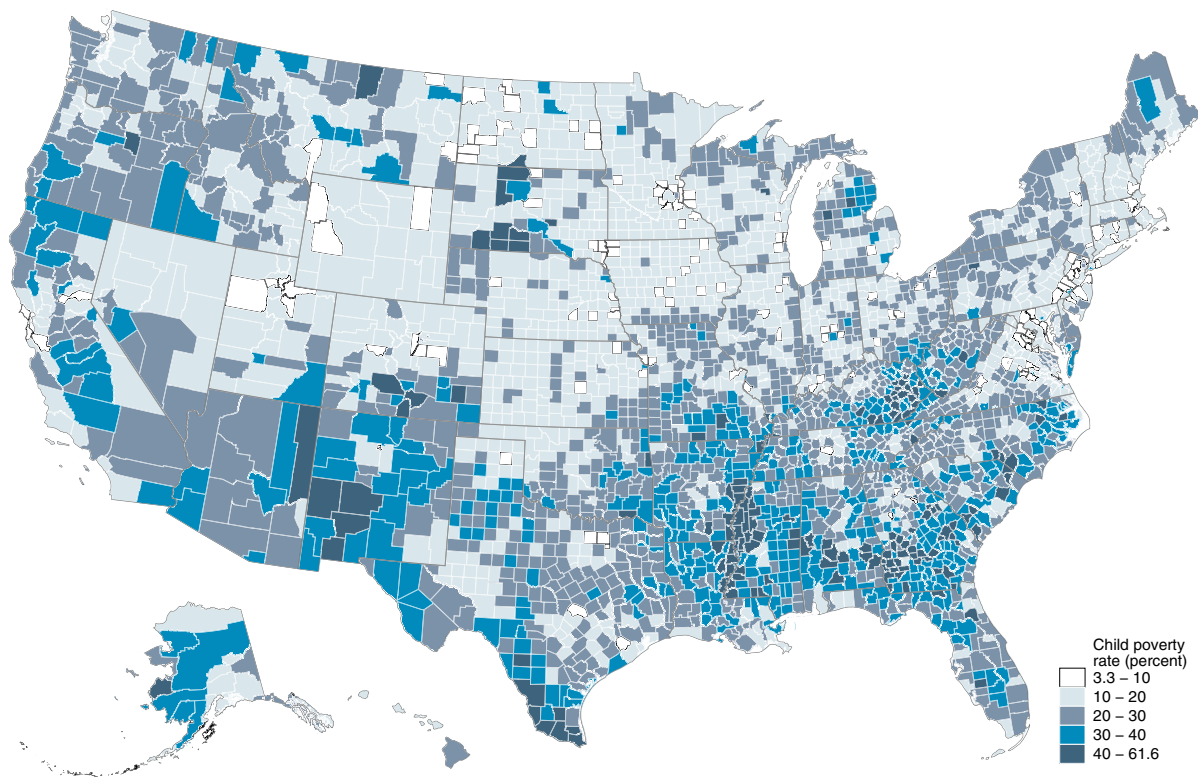 Child poverty
rate (percent)
3.3 – 10
10 – 20
20 – 30
30 – 40
40 – 61.6